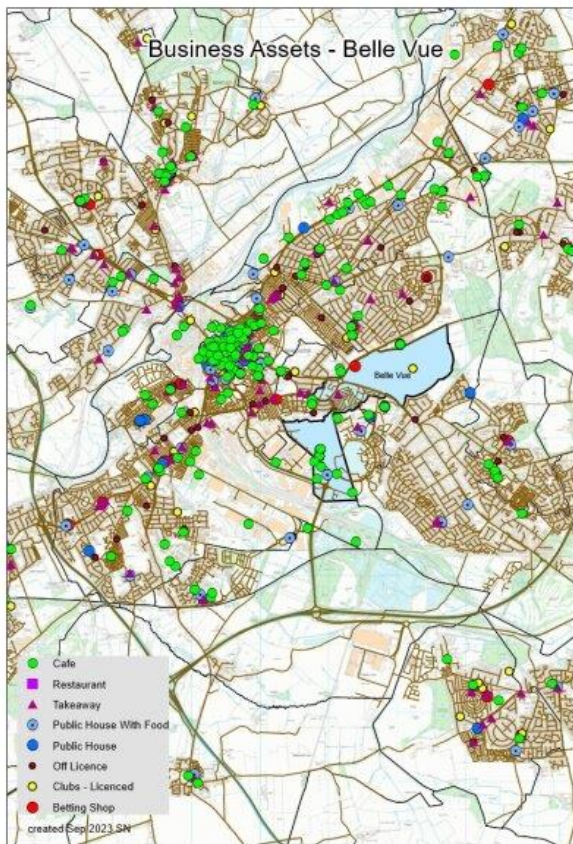 Business Assets - Belle Vue
Belle Vue
Cafe
Restaurant
Takeaway
Public House With Food
Public House
Off Licence
Clubs - Licenced
Betting Shop
created Sep 2023 SN